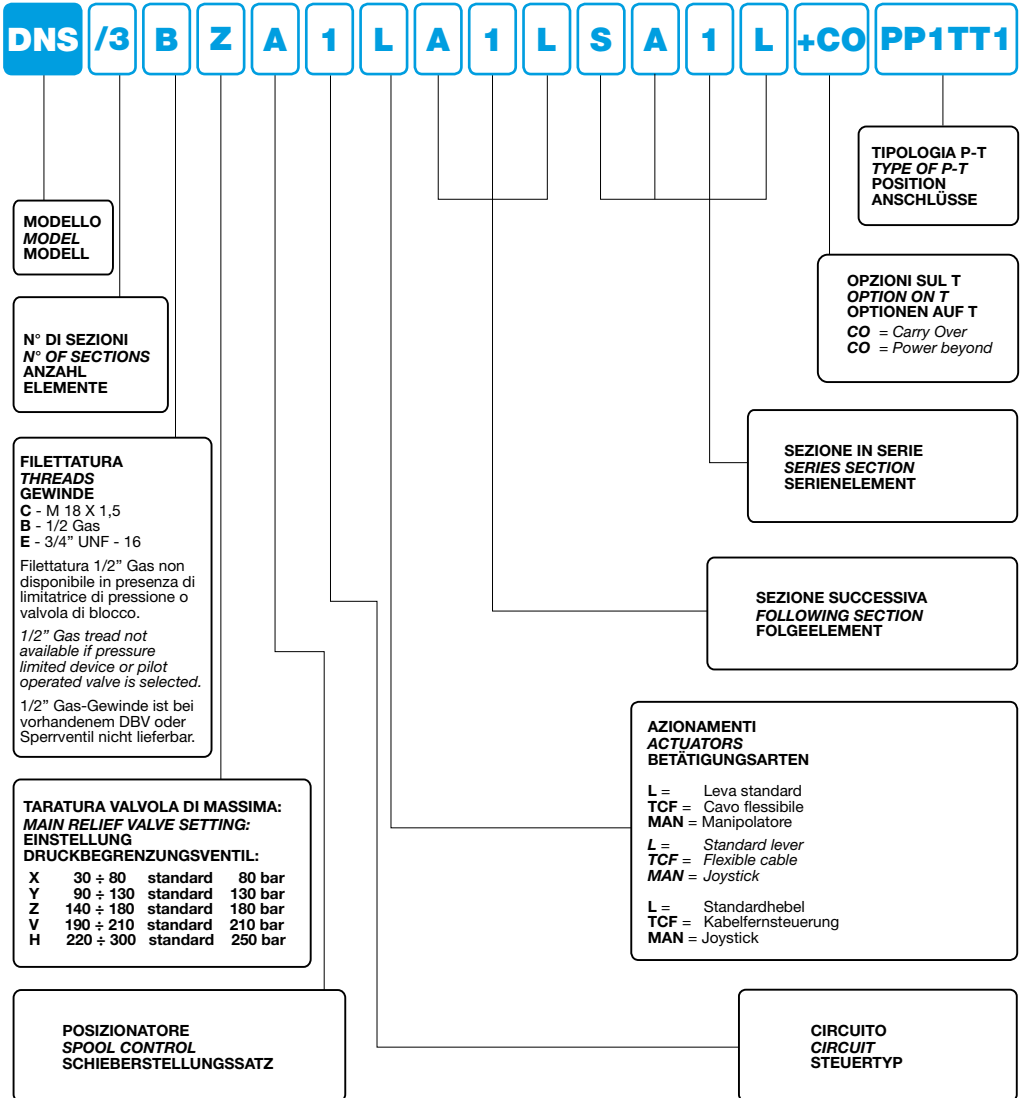 DNS /3 B Z A 1 L A 1 L S A 1 L +CO PP1TT1
TIPOLOGIA P-T
TYPE OF P-T
POSITION
ANSCHLÜSSE
MODELLO
MODEL
MODELL
OPZIONI SUL T
OPTION ON T
OPTIONEN AUF T
CO = Carry Over
CO = Power beyond
N° DI SEZIONI
N° OF SECTIONS
ANZAHL
ELEMENTE
SEZIONE IN SERIE
SERIES SECTION
SERIENELEMENT
FILETTATURA
THREADS
GEWINDE
C - M 18 X 1,5
B - 1/2 Gas
E - 3/4” UNF - 16
Filettatura 1/2” Gas non
disponibile in presenza di
limitatrice di pressione o
valvola di blocco.
1/2” Gas tread not
available if pressure
limited device or pilot
operated valve is selected.
1/2” Gas-Gewinde ist bei
vorhandenem DBV oder
Sperrventil nicht lieferbar.
SEZIONE SUCCESSIVA
FOLLOWING SECTION
FOLGEELEMENT
AZIONAMENTI
ACTUATORS
BETÄTIGUNGSARTEN
L = Leva standard
TCF = Cavo flessibile
MAN = Manipolatore
L = Standard lever
TCF = Flexible cable
MAN = Joystick
L = Standardhebel
TCF = Kabelfernsteuerung
MAN = Joystick
TARATURA VALVOLA DI MASSIMA:
MAIN RELIEF VALVE SETTING:
EINSTELLUNG
DRUCKBEGRENZUNGSVENTIL:
X 30 ÷ 80 standard 80 bar
Y 90 ÷ 130 standard 130 bar
Z 140 ÷ 180 standard 180 bar
V 190 ÷ 210 standard 210 bar
H 220 ÷ 300 standard 250 bar
POSIZIONATORE
SPOOL CONTROL
SCHIEBERSTELLUNGSSATZ
CIRCUITO
CIRCUIT
STEUERTYP